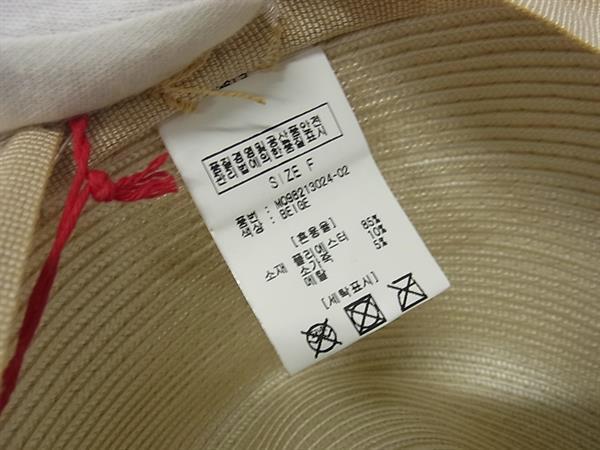 품질경영 및 공산품안전
관리법에 의한 품질표시
SIZE F
품번 : MO9B213024-02
색상 : BEIGE
[혼용율]
소재 폴리에스터 85%
소가죽 10%
메탈 5%
[세탁표시]